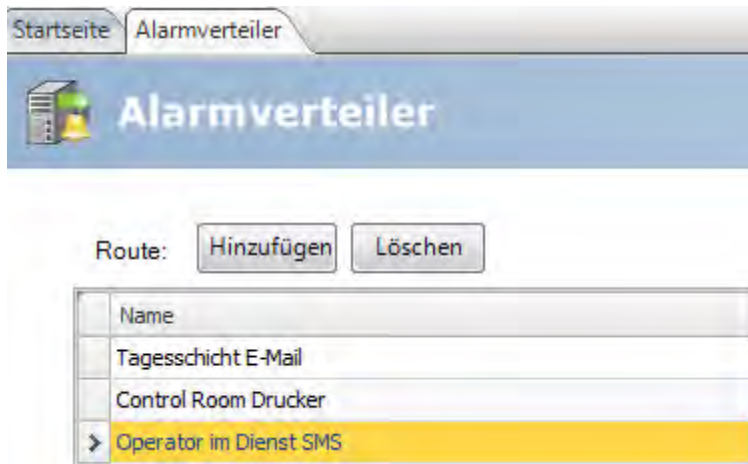 Startseite Alarmverteiler
Alarmverteiler
Route: Hinzufügen Löschen
Name
Tagesschicht E-Mail
Control Room Drucker
Operator im Dienst SMS